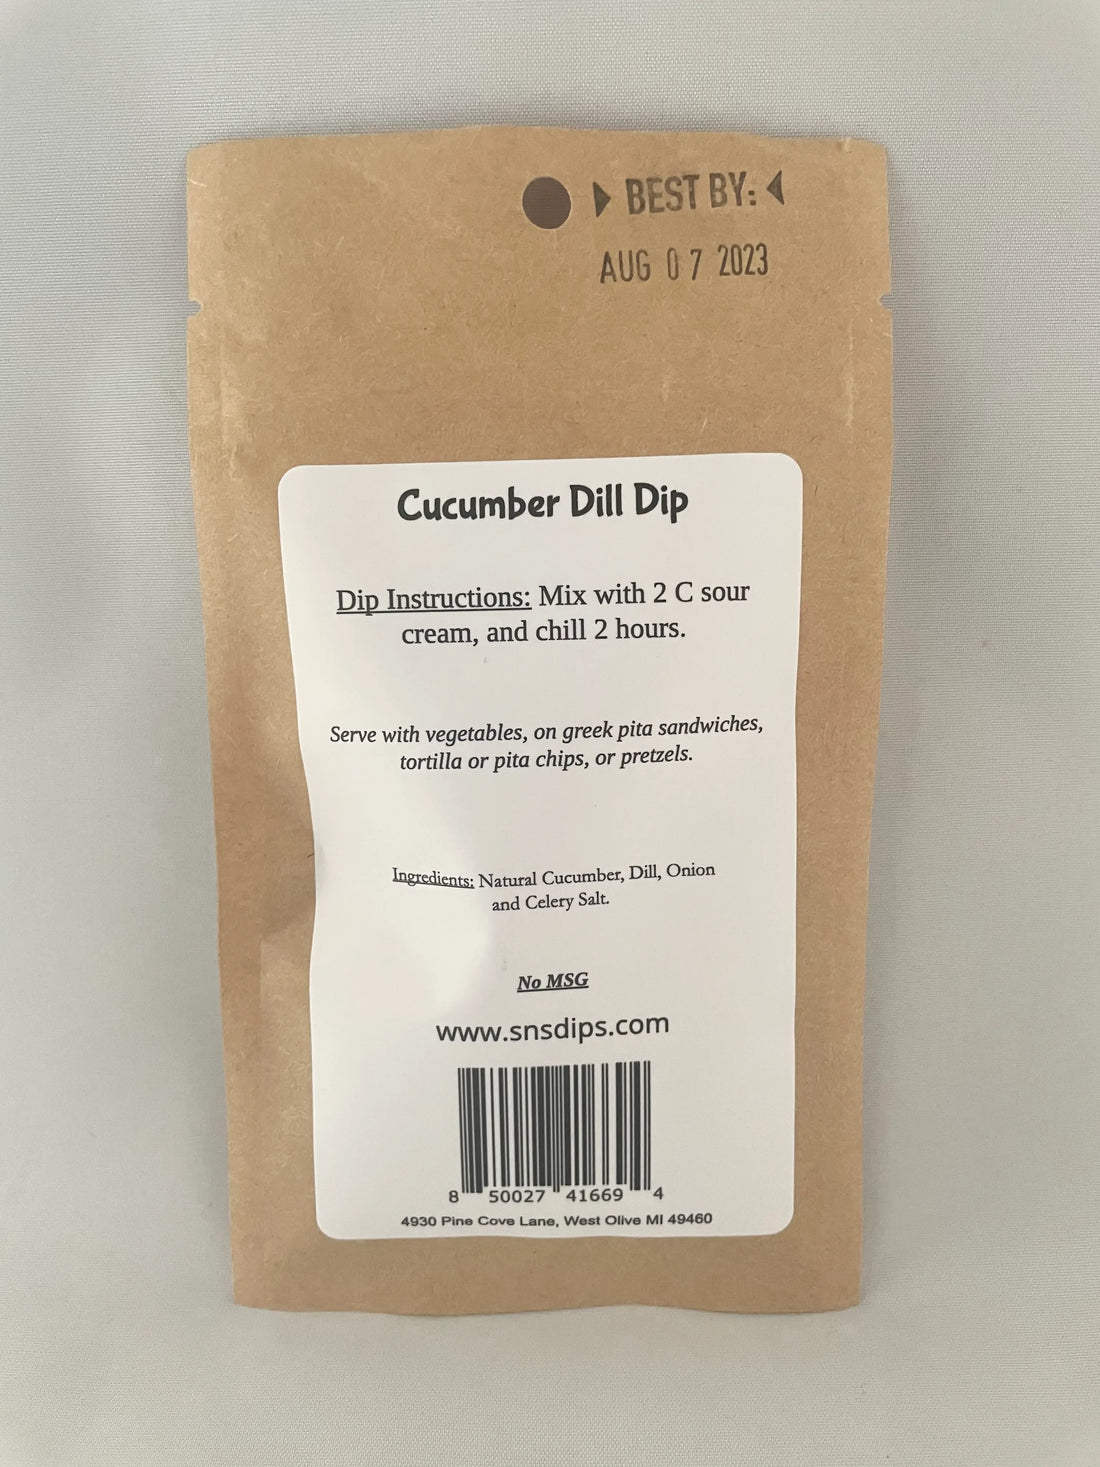 ▶ BEST BY: ◀
AUG 07 2023
Cucumber Dill Dip
Dip Instructions: Mix with 2 C sour
cream, and chill 2 hours.
Serve with vegetables, on greek pita sandwiches,
tortilla or pita chips, or pretzels.
Ingredients: Natural Cucumber, Dill, Onion
and Celery Salt.
No MSG
www.snsdips.com
8 50027 41669 4
4930 Pine Cove Lane, West Olive MI 49460